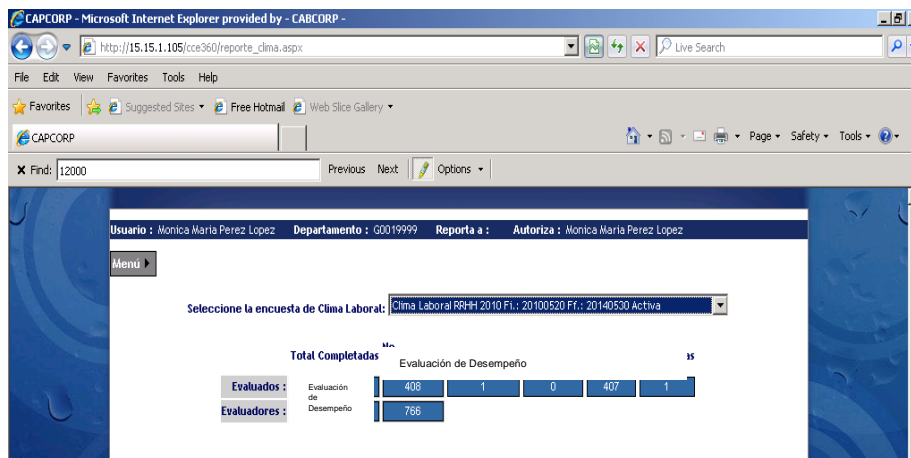 CAPCORP - Microsoft Internet Explorer provided by - CABCORP -
http://15.15.1.105/cce360/reporte_clima.aspx
Live Search
File Edit View Favorites Tools Help
Favorites Suggested Sites Free Hotmail Web Slice Gallery
CAPCORP Page Safety Tools
Find: 12000 Previous Next Options
Usuario : Monica Maria Perez Lopez Departamento : G0019999 Reporta a : Autoriza : Monica Maria Perez Lopez
Menú
Seleccione la encuesta de Clima Laboral: Clima Laboral RRHH 2010 Fi.: 20100520 Ff.: 20140530 Activa
Total Completadas
Evaluación de Desempeño
Evaluados : Evaluación de Desempeño 408 1 0 407 1
Evaluadores : 766